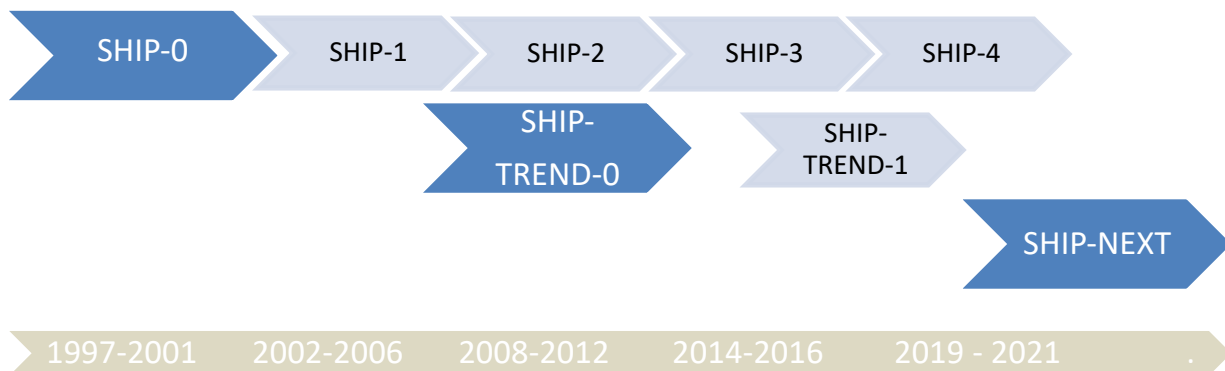 SHIP-0
SHIP-1
SHIP-2
SHIP-3
SHIP-4
SHIP-
TREND-0
SHIP-
TREND-1
SHIP-NEXT
1997-2001 2002-2006 2008-2012 2014-2016 2019 - 2021 .